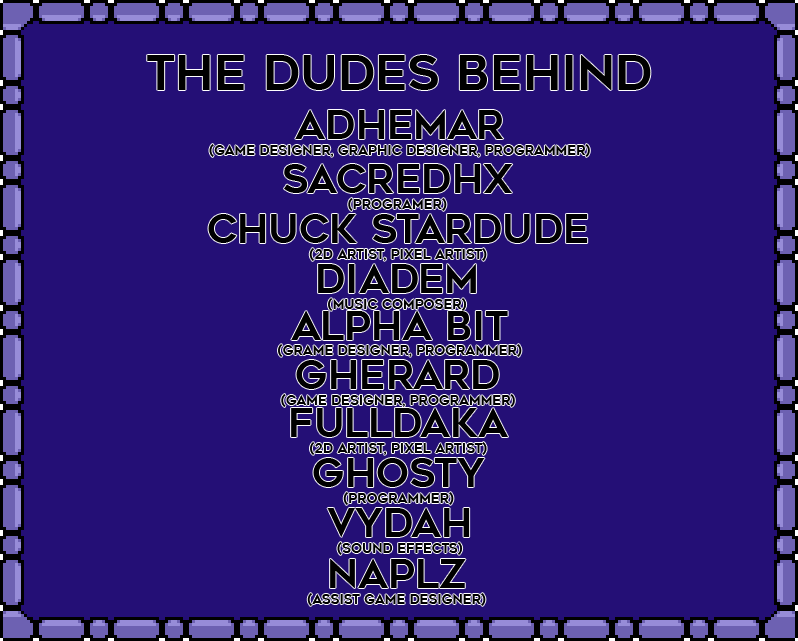 THE DUDES BEHIND
ADHEMAR
(GAME DESIGNER, GRAPHIC DESIGNER, PROGRAMMER)
SACREDHX
(PROGRAMER)
CHUCK STARDUDE
(2D ARTIST, PIXEL ARTIST)
DIADEM
(MUSIC COMPOSER)
ALPHA BIT
(GRAME DESIGNER, PROGRAMMER)
GHERARD
(GAME DESIGNER, PROGRAMMER)
FULLDAKA
(2D ARTIST, PIXEL ARTIST)
GHOSTY
(PROGRAMMER)
VYDAH
(SOUND EFFECTS)
NAPLZ
(ASSIST GAME DESIGNER)